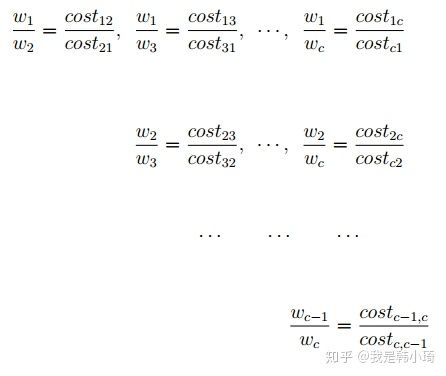 \frac{w_1}{w_2} = \frac{cost_{12}}{cost_{21}}, \frac{w_1}{w_3} = \frac{cost_{13}}{cost_{31}}, \cdots, \frac{w_1}{w_c} = \frac{cost_{1c}}{cost_{c1}}
\frac{w_2}{w_3} = \frac{cost_{23}}{cost_{32}}, \cdots, \frac{w_2}{w_c} = \frac{cost_{2c}}{cost_{c2}}
\cdots \cdots \cdots
\frac{w_{c-1}}{w_c} = \frac{cost_{c-1,c}}{cost_{c,c-1}}
知乎 @我是韩小琦